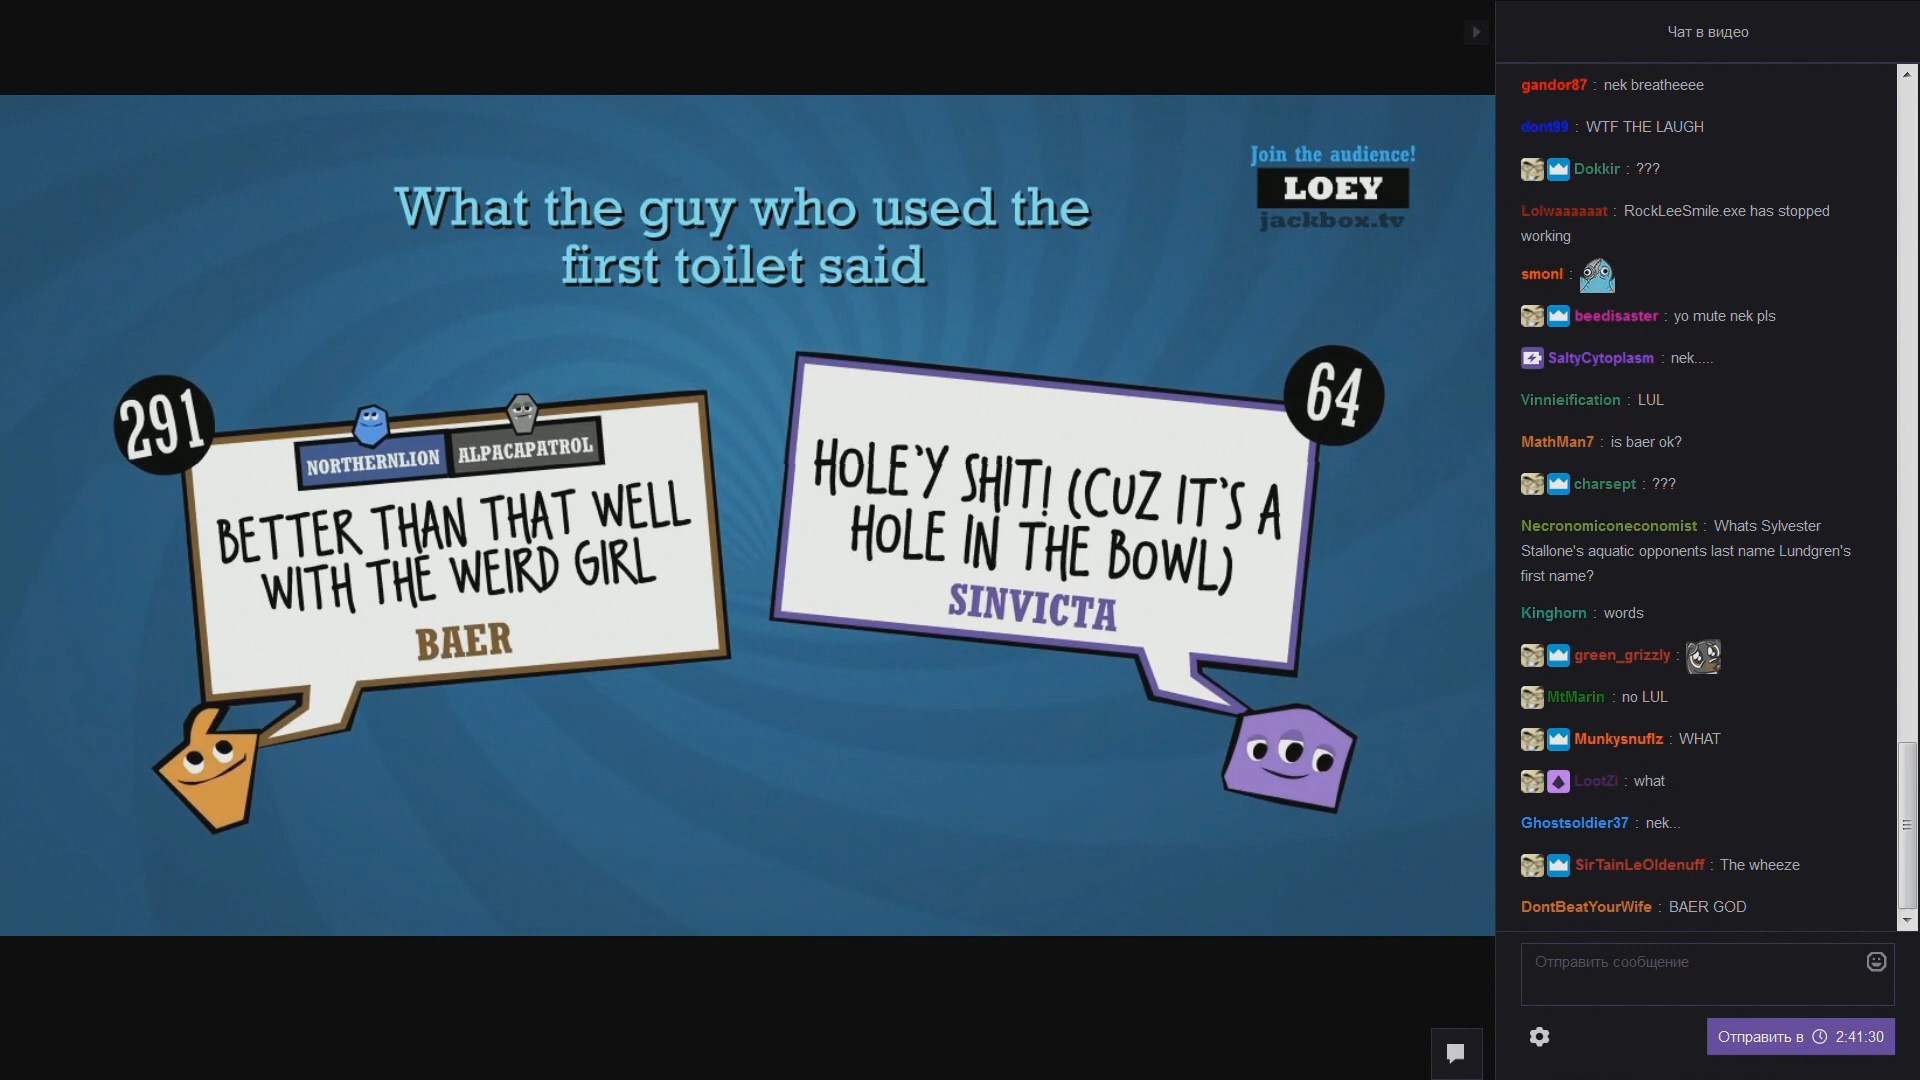 Чат в видео
Join the audience!
LOEY
jackbox.tv
What the guy who used the
first toilet said
291
NORTHERNLION
ALPACAPATROL
BETTER THAN THAT WELL
WITH THE WEIRD GIRL
BAER
64
HOLE'Y SHIT! (CUZ IT'S A
HOLE IN THE BOWL)
SINVICTA
gandor87 : nek breatheeee
dont99 : WTF THE LAUGH
Dokkir : ???
Lolwaaaaaat : RockLeeSmile.exe has stopped
working
smonl :
beedisaster : yo mute nek pls
SaltyCytoplasm : nek.....
Vinnieification : LUL
MathMan7 : is baer ok?
charsept : ???
Necronomiconeconomist : Whats Sylvester
Stallone's aquatic opponents last name Lundgren's
first name?
Kinghorn : words
green_grizzly :
MtMarin : no LUL
Munkysnuflz : WHAT
LootZi : what
Ghostsoldier37 : nek...
SirTainLeOldenuff : The wheeze
DontBeatYourWife : BAER GOD
Отправить сообщение
Отправить в 2:41:30